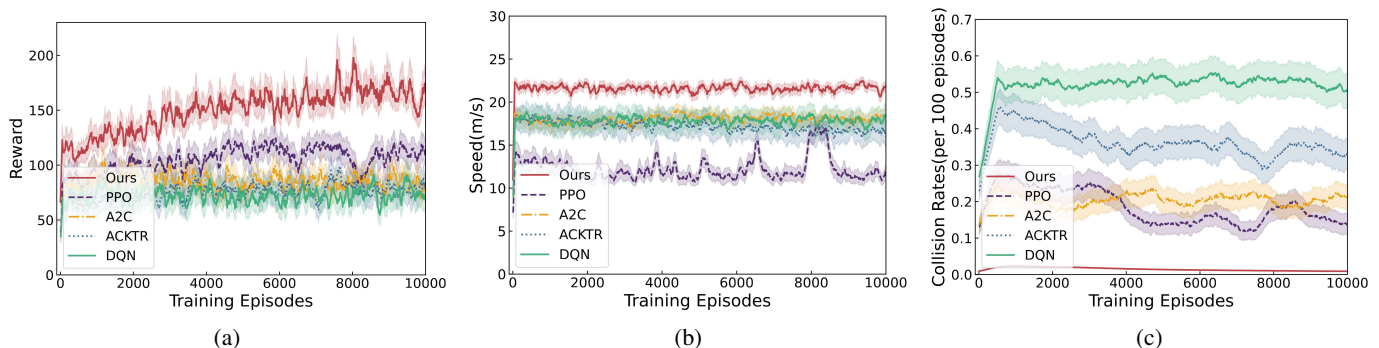 Reward
200
150
100
50
0
Ours
PPO
A2C
ACKTR
DQN
0 2000 4000 6000 8000 10000
Training Episodes
(a)
Speed(m/s)
30
25
20
15
10
5
0
Ours
PPO
A2C
ACKTR
DQN
0 2000 4000 6000 8000 10000
Training Episodes
(b)
Collision Rates(per 100 episodes)
0.7
0.6
0.5
0.4
0.3
0.2
0.1
0.0
Ours
PPO
A2C
ACKTR
DQN
0 2000 4000 6000 8000 10000
Training Episodes
(c)